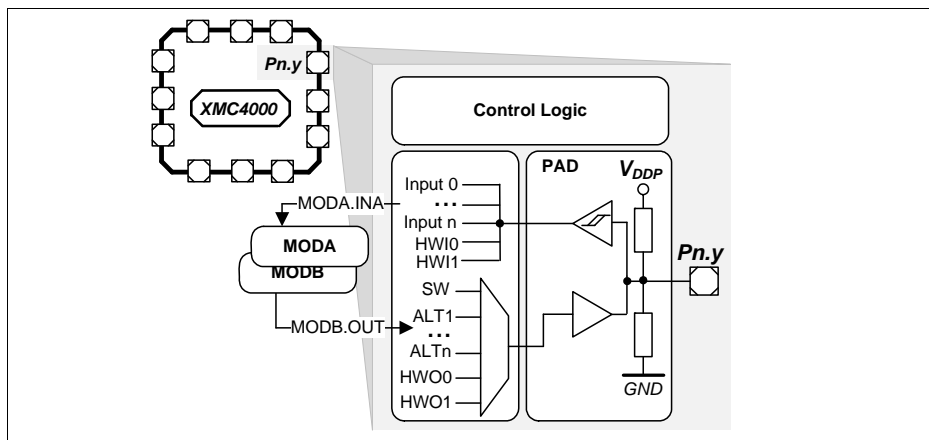 Pn.y
XMC4000
Control Logic
PAD
VDDP
Input 0
...
Input n
HWI0
HWI1
MODA.INA
MODA
MODB
MODB.OUT
SW
ALT1
...
ALTn
HWO0
HWO1
Pn.y
GND